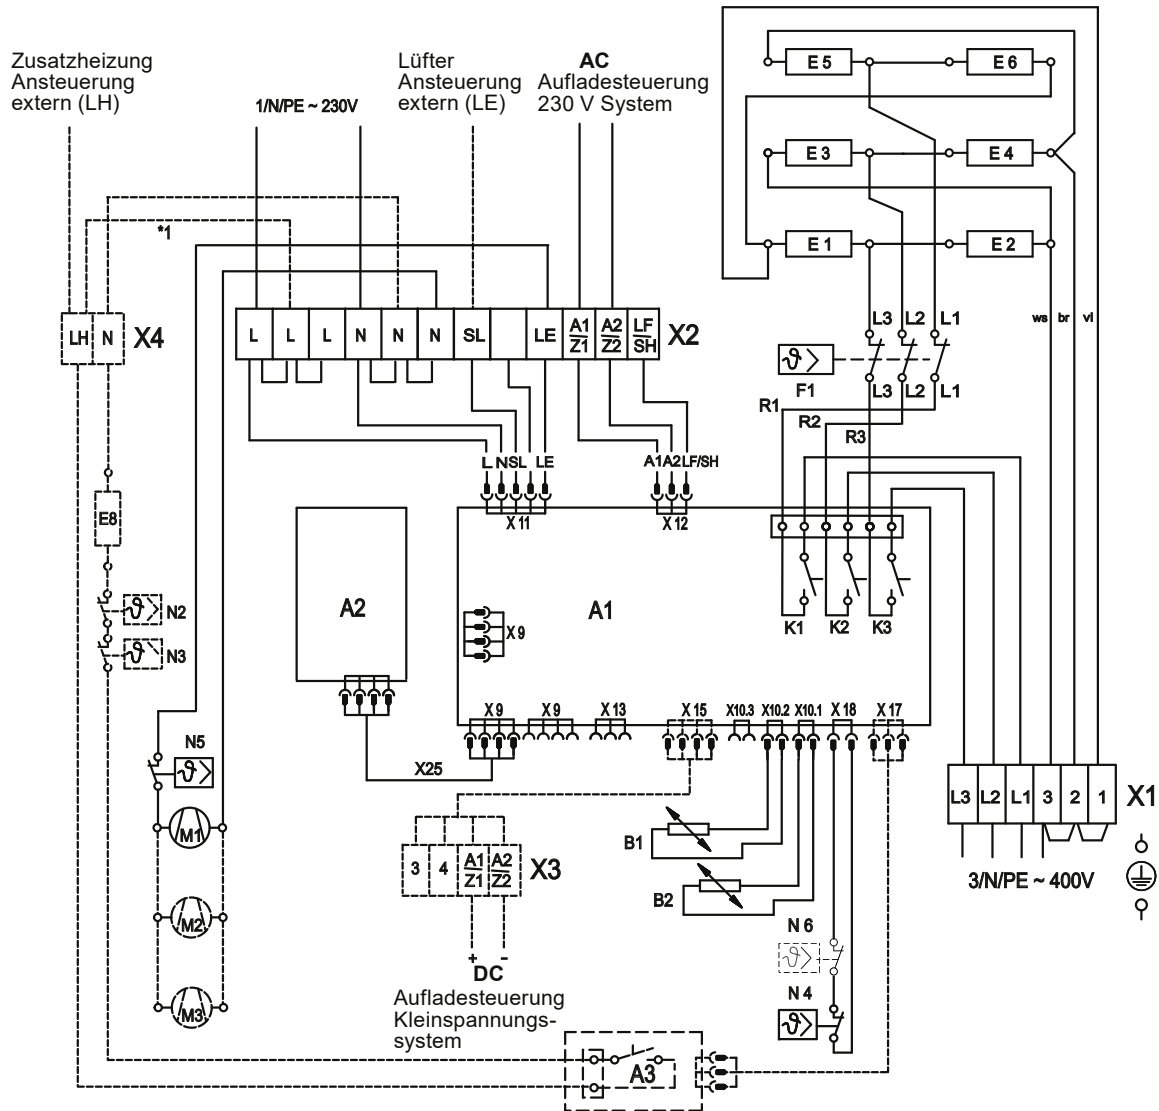 Zusatzheizung
Ansteuerung
extern (LH)
1/N/PE ~ 230V
Lüfter
Ansteuerung
extern (LE)
AC
Aufladesteuerung
230 V System
E 5
E 6
E 3
E 4
E 1
E 2
*1
LH
N
X4
L
L
L
N
N
N
SL
LE
A1
Z1
A2
Z2
LF
SH
X2
L3
L2
L1
ws
br
vl
ϑ
F1
L3
L2
L1
R1
R2
R3
L
N
SL
LE
A1
A2
LF/SH
X 11
X 12
E8
A2
A1
X 9
K1
K2
K3
ϑ
N2
ϑ
N3
X 9
X 9
X 13
X 15
X10.3
X10.2
X10.1
X 18
X 17
N5
ϑ
X25
L3
L2
L1
3
2
1
X1
M1
B1
3
4
A1
Z1
A2
Z2
X3
3/N/PE ~ 400V
B2
M2
N 6
ϑ
+
-
DC
N 4
ϑ
Aufladesteuerung
Kleinspannungs-
system
M3
A3